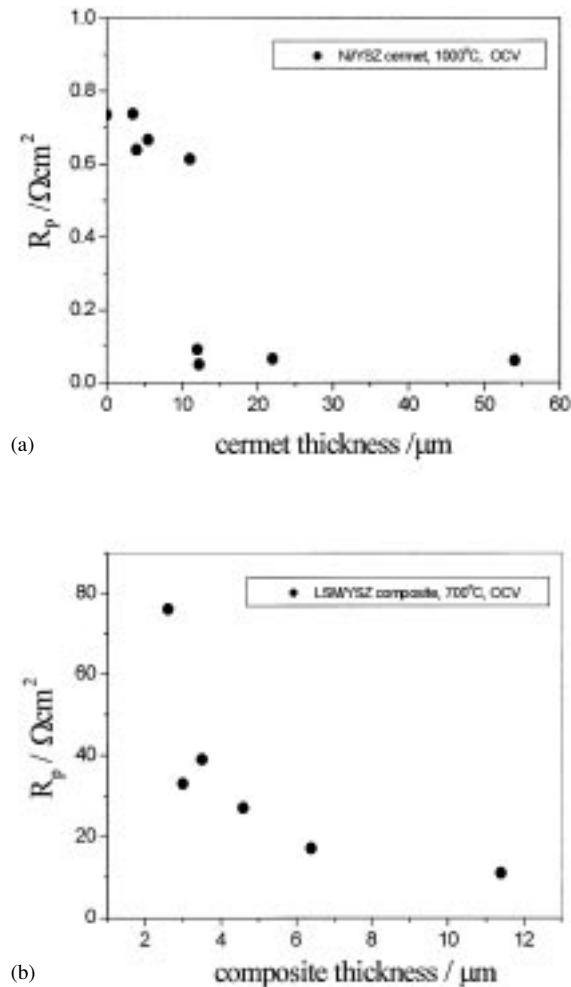 1.0
0.8
0.6
0.4
0.2
0.0
R_P /Ωcm²
Ni/YSZ cermet, 1000°C, OCV
0 10 20 30 40 50 60
cermet thickness /μm
(a)
80
60
40
20
0
R_p / Ωcm²
LSM/YSZ composite, 700°C, OCV
2 4 6 8 10 12
composite thickness / μm
(b)